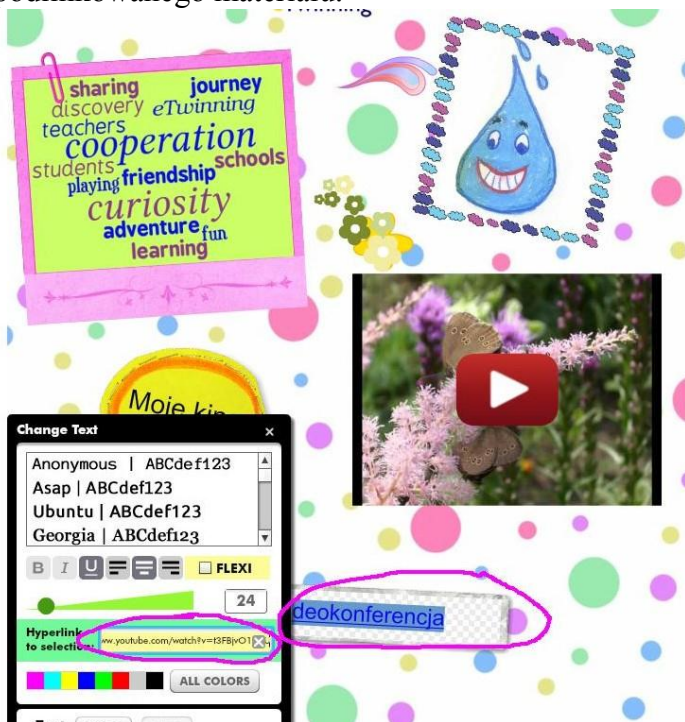 sharing journey
discovery eTwinning
teachers
cooperation
students schools
playing friendship
curiosity
adventure fun
learning
Moje
Change Text ×
Anonymous | ABCdef123
Asap | ABCdef123
Ubuntu | ABCdef123
Georgia | ABCdef123
B I U FLEXI
24
Hyperlink
to selection: ww.youtube.com/watch?v=t3FBjvO1
deokonferencja
ALL COLORS